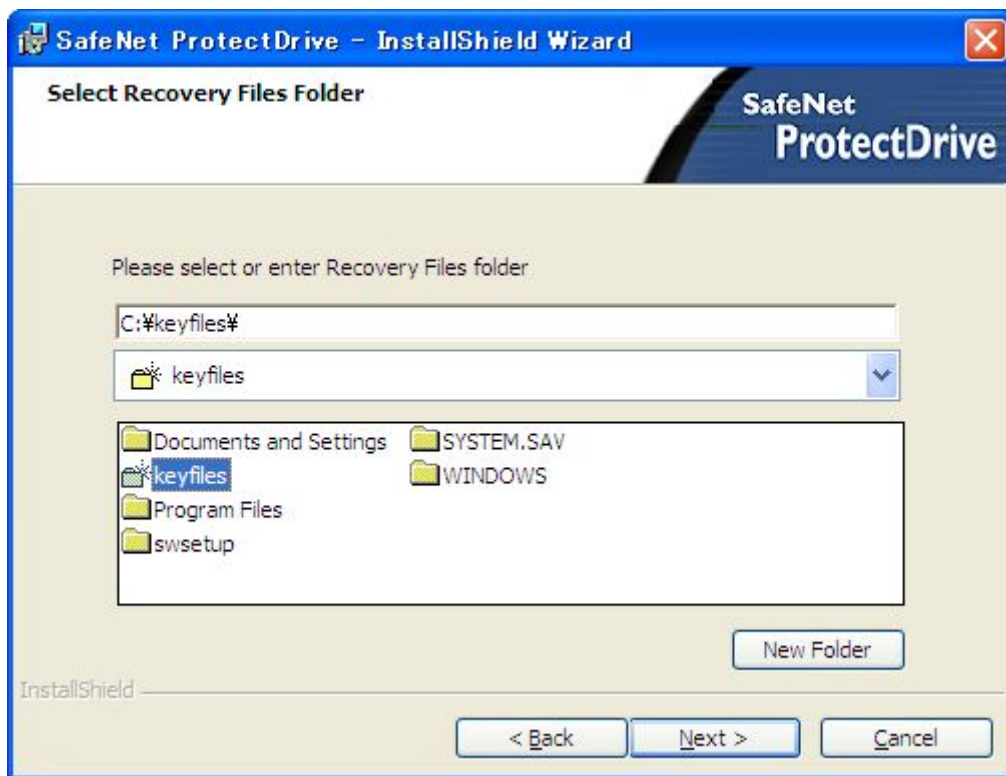 SafeNet ProtectDrive - InstallShield Wizard
Select Recovery Files Folder
SafeNet
ProtectDrive
Please select or enter Recovery Files folder
C:¥keyfiles¥
keyfiles
Documents and Settings
keyfiles
Program Files
swsetup
SYSTEM.SAV
WINDOWS
New Folder
InstallShield
< Back
Next >
Cancel